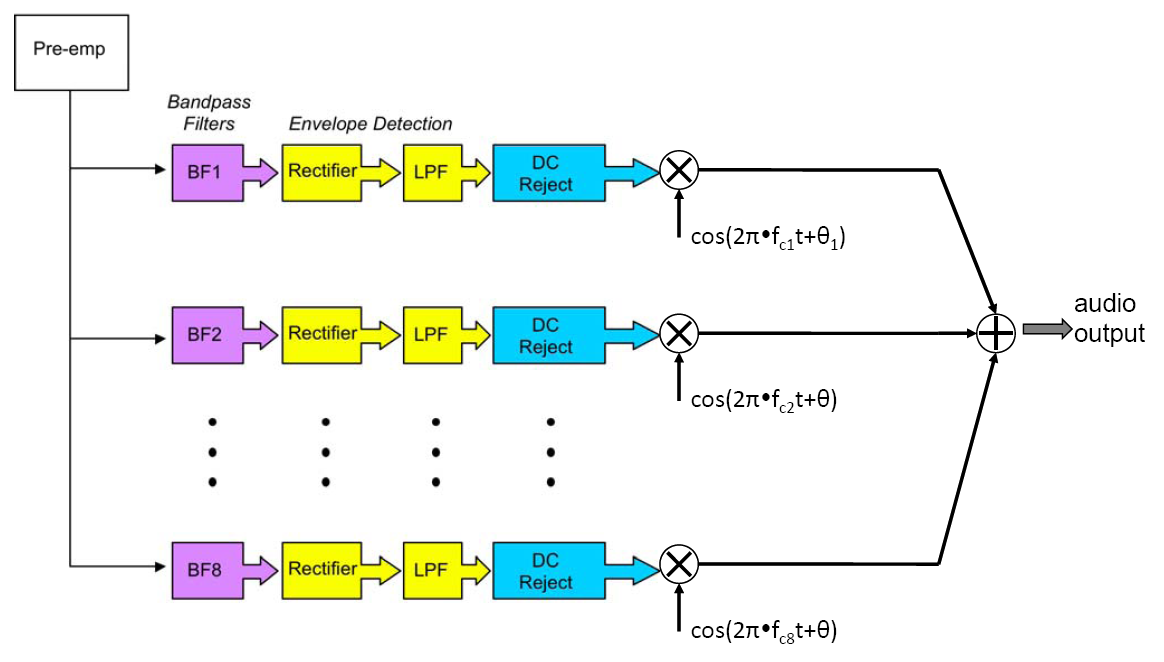 Pre-emp
Bandpass
Filters
Envelope Detection
BF1
Rectifier
LPF
DC
Reject
cos(2π•fc1t+θ1)
BF2
Rectifier
LPF
DC
Reject
cos(2π•fc2t+θ)
audio
output
BF8
Rectifier
LPF
DC
Reject
cos(2π•fc8t+θ)